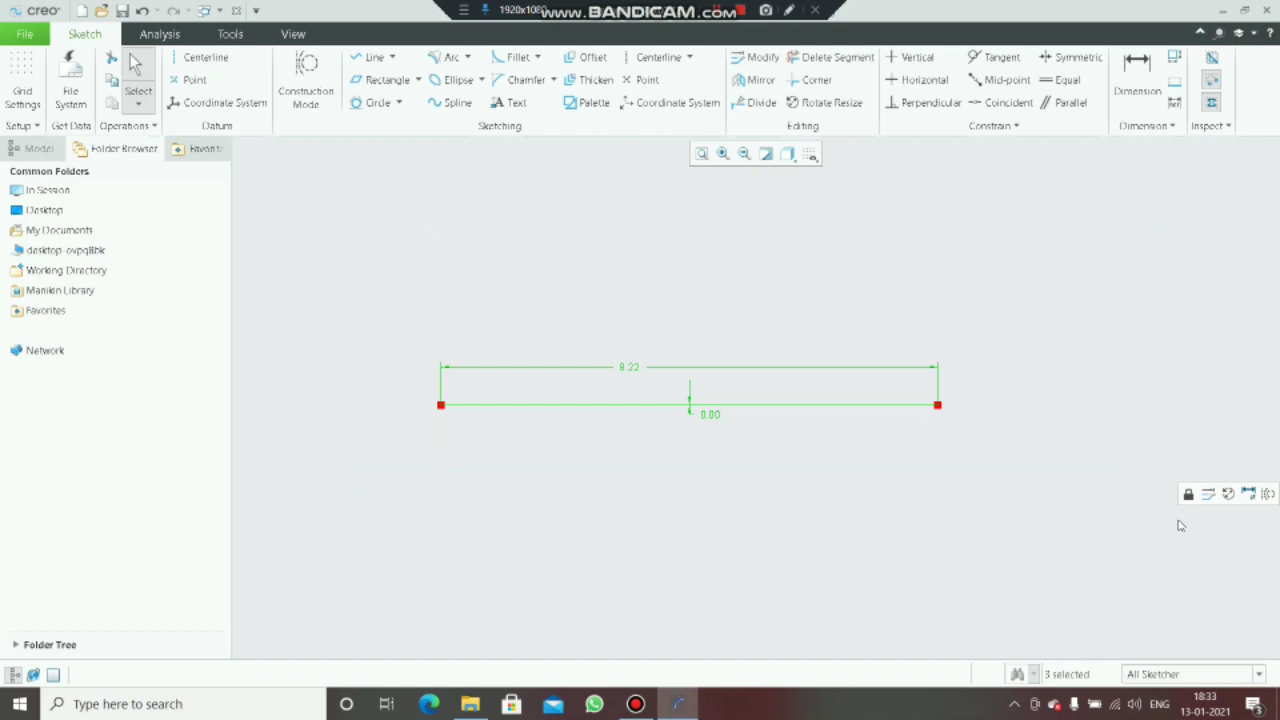 creo
1920x1080
www.BANDICAM.com
File
Sketch
Analysis
Tools
View
Grid Settings
File System
Select
Centerline
Point
Coordinate System
Construction Mode
Line
Rectangle
Circle
Arc
Ellipse
Spline
Fillet
Chamfer
Text
Offset
Thicken
Palette
Centerline
Point
Coordinate System
Modify
Mirror
Divide
Delete Segment
Corner
Rotate Resize
Vertical
Horizontal
Perpendicular
Tangent
Mid-point
Coincident
Symmetric
Equal
Parallel
Dimension
Setup
Get Data
Operations
Datum
Sketching
Editing
Constrain
Dimension
Inspect
Model
Folder Browser
Favorit
Common Folders
In Session
Desktop
My Documents
desktop-ovpq8bk
Working Directory
Manikin Library
Favorites
Network
8.22
0.00
Folder Tree
3 selected
All Sketcher
Type here to search
ENG
18:33
13-01-2021
3